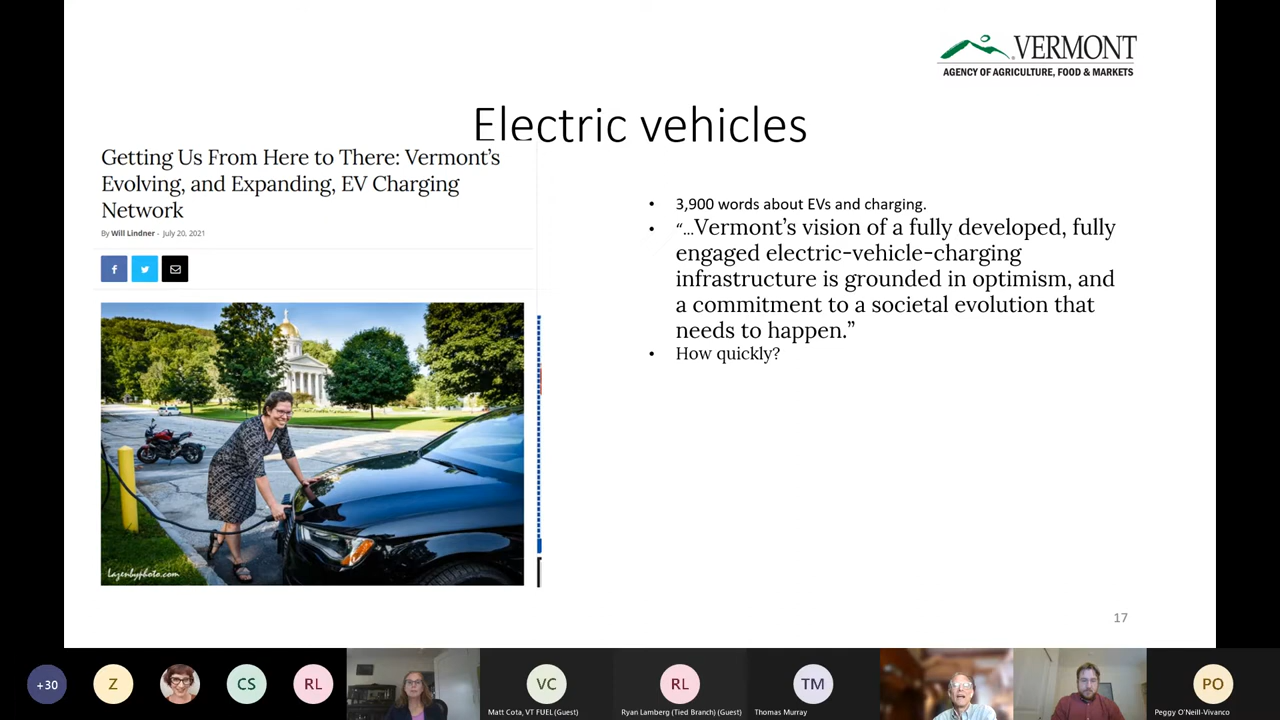 VERMONT
AGENCY OF AGRICULTURE, FOOD & MARKETS
Electric vehicles
Getting Us From Here to There: Vermont's
Evolving, and Expanding, EV Charging
Network
By Will Lindner - July 20, 2021
f
Lazenbyphoto.com
• 3,900 words about EVs and charging.
• “…Vermont’s vision of a fully developed, fully
engaged electric-vehicle-charging
infrastructure is grounded in optimism, and
a commitment to a societal evolution that
needs to happen.”
• How quickly?
17
+30
Z
CS
RL
VC
Matt Cota, VT FUEL (Guest)
RL
Ryan Lamberg (Tied Branch) (Guest)
TM
Thomas Murray
PO
Peggy O'Neill-Vivanco